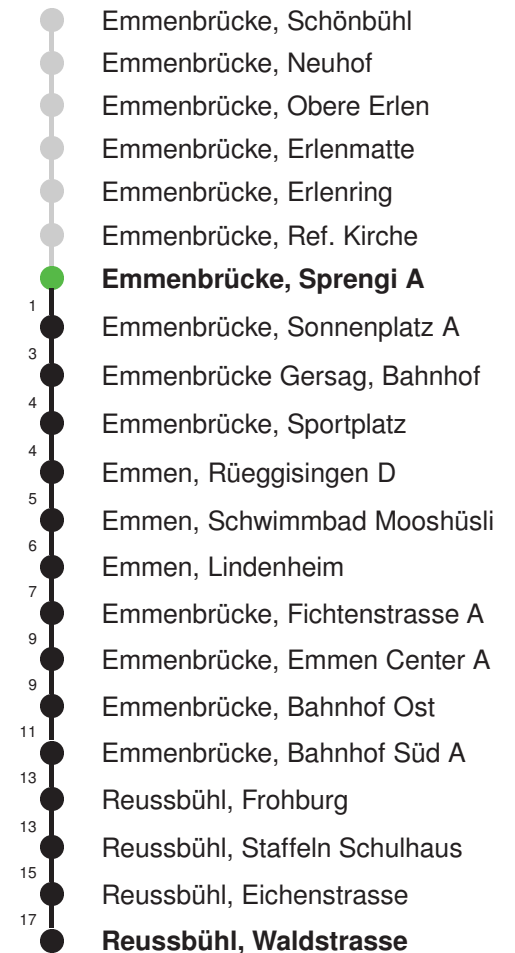 Emmenbrücke, Schönbühl
Emmenbrücke, Neuhof
Emmenbrücke, Obere Erlen
Emmenbrücke, Erlenmatte
Emmenbrücke, Erlenring
Emmenbrücke, Ref. Kirche
Emmenbrücke, Sprengi A
1 Emmenbrücke, Sonnenplatz A
3 Emmenbrücke Gersag, Bahnhof
4 Emmenbrücke, Sportplatz
4 Emmen, Rüeggisingen D
5 Emmen, Schwimmbad Mooshüsli
6 Emmen, Lindenheim
7 Emmenbrücke, Fichtenstrasse A
9 Emmenbrücke, Emmen Center A
9 Emmenbrücke, Bahnhof Ost
11 Emmenbrücke, Bahnhof Süd A
13 Reussbühl, Frohburg
13 Reussbühl, Staffeln Schulhaus
15 Reussbühl, Eichenstrasse
17 Reussbühl, Waldstrasse